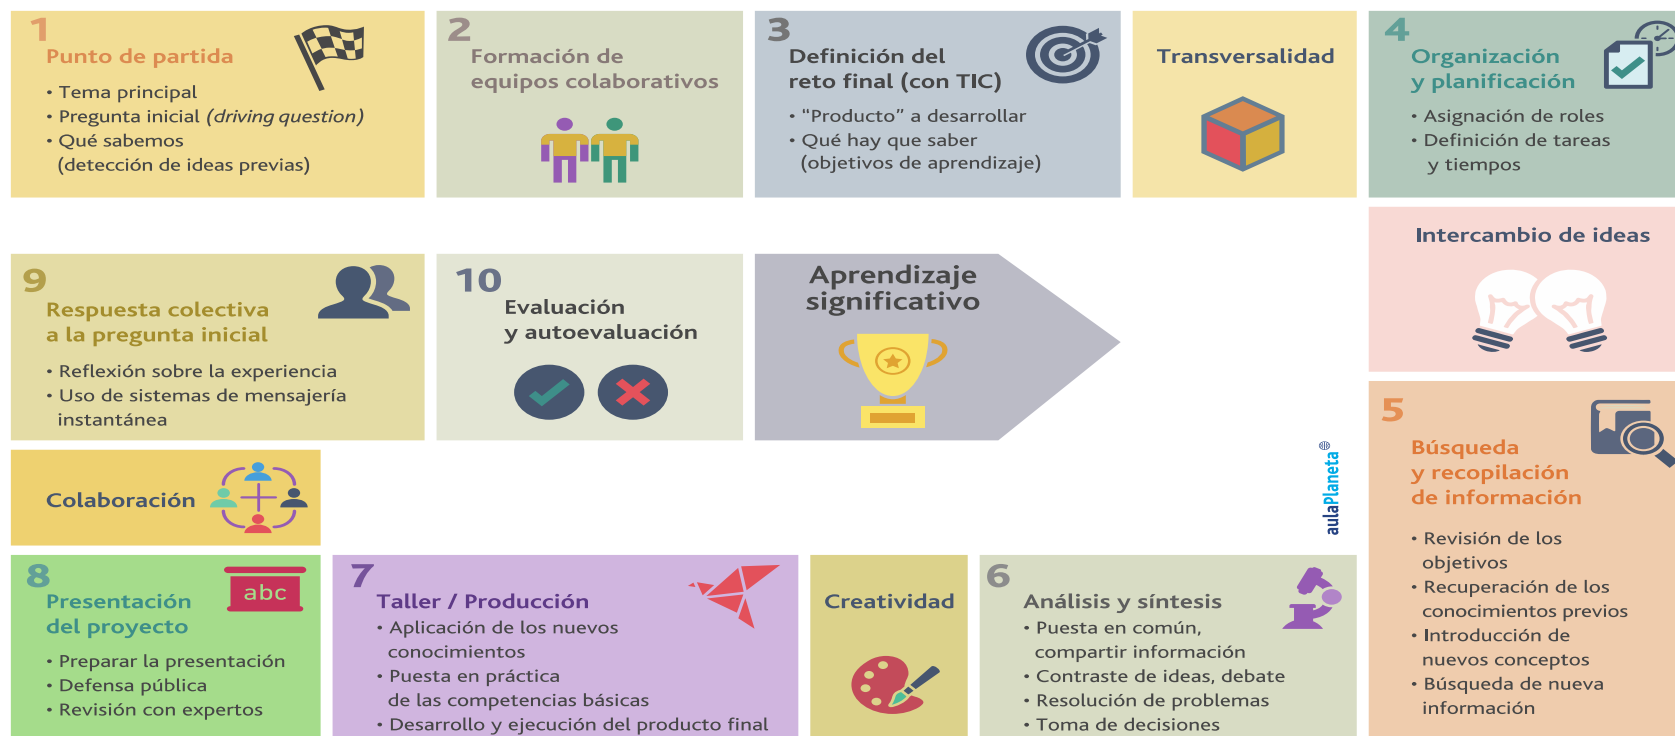 1
Punto de partida
• Tema principal
• Pregunta inicial (driving question)
• Qué sabemos
(detección de ideas previas)
2
Formación de
equipos colaborativos
3
Definición del
reto final (con TIC)
• “Producto” a desarrollar
• Qué hay que saber
(objetivos de aprendizaje)
Transversalidad
4
Organización
y planificación
• Asignación de roles
• Definición de tareas
y tiempos
Intercambio de ideas
5
Búsqueda
y recopilación
de información
• Revisión de los
objetivos
• Recuperación de los
conocimientos previos
• Introducción de
nuevos conceptos
• Búsqueda de nueva
información
6
Análisis y síntesis
• Puesta en común,
compartir información
• Contraste de ideas, debate
• Resolución de problemas
• Toma de decisiones
Creatividad
7
Taller / Producción
• Aplicación de los nuevos
conocimientos
• Puesta en práctica
de las competencias básicas
• Desarrollo y ejecución del producto final
8
abc
Presentación
del proyecto
• Preparar la presentación
• Defensa pública
• Revisión con expertos
Colaboración
9
Respuesta colectiva
a la pregunta inicial
• Reflexión sobre la experiencia
• Uso de sistemas de mensajería
instantánea
10
Evaluación
y autoevaluación
Aprendizaje
significativo
aulaPlaneta